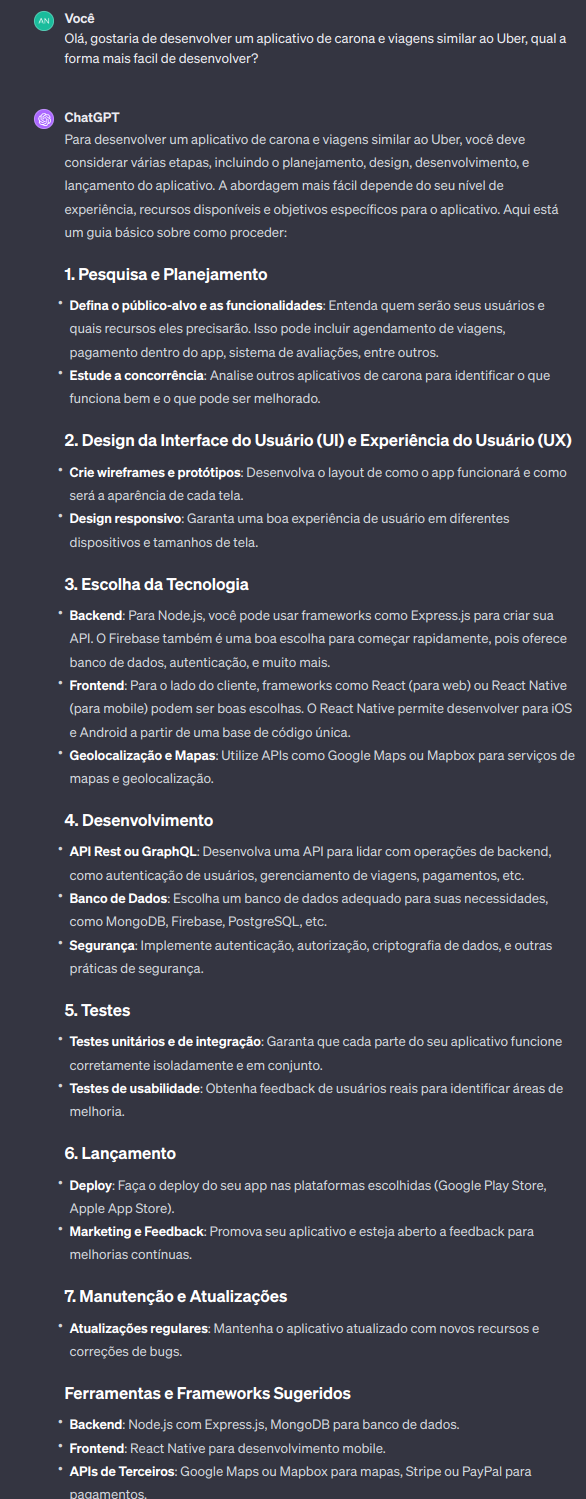 AN
Você
Olá, gostaria de desenvolver um aplicativo de carona e viagens similar ao Uber, qual a
forma mais facil de desenvolver?
ChatGPT
Para desenvolver um aplicativo de carona e viagens similar ao Uber, você deve
considerar várias etapas, incluindo o planejamento, design, desenvolvimento, e
lançamento do aplicativo. A abordagem mais fácil depende do seu nível de
experiência, recursos disponíveis e objetivos específicos para o aplicativo. Aqui está
um guia básico sobre como proceder:
1. Pesquisa e Planejamento
• Defina o público-alvo e as funcionalidades: Entenda quem serão seus usuários e
quais recursos eles precisarão. Isso pode incluir agendamento de viagens,
pagamento dentro do app, sistema de avaliações, entre outros.
• Estude a concorrência: Analise outros aplicativos de carona para identificar o que
funciona bem e o que pode ser melhorado.
2. Design da Interface do Usuário (UI) e Experiência do Usuário (UX)
• Crie wireframes e protótipos: Desenvolva o layout de como o app funcionará e como
será a aparência de cada tela.
• Design responsivo: Garanta uma boa experiência de usuário em diferentes
dispositivos e tamanhos de tela.
3. Escolha da Tecnologia
• Backend: Para Node.js, você pode usar frameworks como Express.js para criar sua
API. O Firebase também é uma boa escolha para começar rapidamente, pois oferece
banco de dados, autenticação, e muito mais.
• Frontend: Para o lado do cliente, frameworks como React (para web) ou React Native
(para mobile) podem ser boas escolhas. O React Native permite desenvolver para iOS
e Android a partir de uma base de código única.
• Geolocalização e Mapas: Utilize APIs como Google Maps ou Mapbox para serviços de
mapas e geolocalização.
4. Desenvolvimento
• API Rest ou GraphQL: Desenvolva uma API para lidar com operações de backend,
como autenticação de usuários, gerenciamento de viagens, pagamentos, etc.
• Banco de Dados: Escolha um banco de dados adequado para suas necessidades,
como MongoDB, Firebase, PostgreSQL, etc.
• Segurança: Implemente autenticação, autorização, criptografia de dados, e outras
práticas de segurança.
5. Testes
• Testes unitários e de integração: Garanta que cada parte do seu aplicativo funcione
corretamente isoladamente e em conjunto.
• Testes de usabilidade: Obtenha feedback de usuários reais para identificar áreas de
melhoria.
6. Lançamento
• Deploy: Faça o deploy do seu app nas plataformas escolhidas (Google Play Store,
Apple App Store).
• Marketing e Feedback: Promova seu aplicativo e esteja aberto a feedback para
melhorias contínuas.
7. Manutenção e Atualizações
• Atualizações regulares: Mantenha o aplicativo atualizado com novos recursos e
correções de bugs.
Ferramentas e Frameworks Sugeridos
• Backend: Node.js com Express.js, MongoDB para banco de dados.
• Frontend: React Native para desenvolvimento mobile.
• APIs de Terceiros: Google Maps ou Mapbox para mapas, Stripe ou PayPal para
pagamentos.